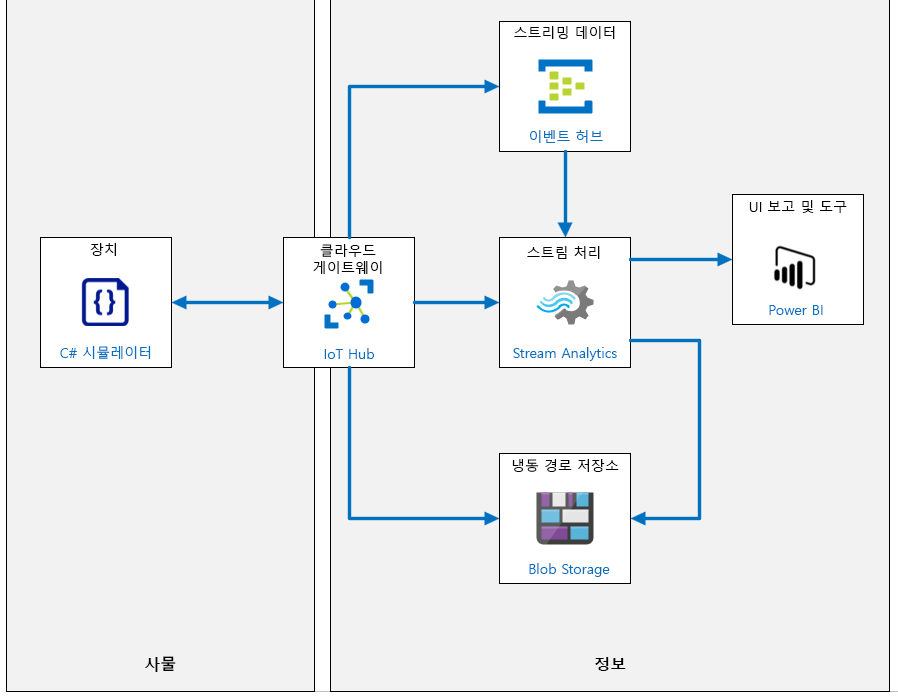 스트리밍 데이터
이벤트 허브
UI 보고 및 도구
Power BI
장치
C# 시뮬레이터
클라우드
게이트웨이
IoT Hub
스트림 처리
Stream Analytics
냉동 경로 저장소
Blob Storage
사물
정보